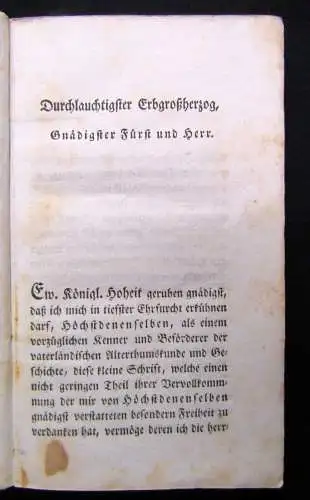 Durchlauchtigster Erbgroßherzog,
Gnädigster Fürst und Herr.
Ew. Königl. Hoheit geruhen gnädigst,
daß ich mich in tiefster Ehrfurcht erkühnen
darf, Höchstdenenselben, als einem
vorzüglichen Kenner und Beförderer der
vaterländischen Alterthumskunde und Ge-
schichte, diese kleine Schrift, welche einen
nicht geringen Theil ihrer Vervollkomm-
nung der mir von Höchstdenenselben
gnädigst verstatteten besondern Freiheit zu
verdanken hat, vermöge deren ich die herr-